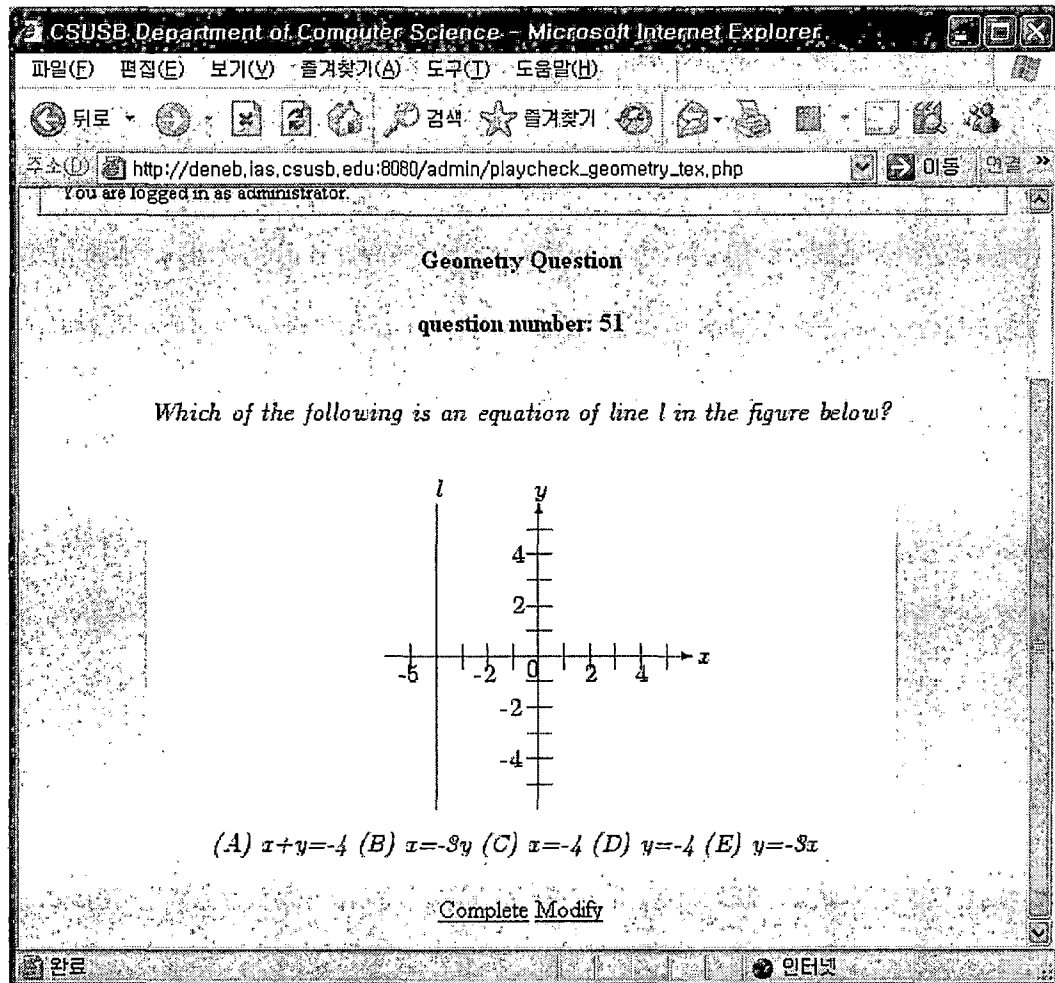 CSUSB Department of Computer Science - Microsoft Internet Explorer
파일(F) 편집(E) 보기(V) 즐겨찾기(A) 도구(T) 도움말(H)
뒤로 검색 즐겨찾기
주소(D) http://deneb.ias.csusb.edu:8080/admin/playcheck_geometry_tex.php 이동 연결 »
You are logged in as administrator.
Geometry Question
question number: 51
Which of the following is an equation of line l in the figure below?
l y
4
2
-5 -2 0 2 4 x
-2
-4
(A) x+y=-4 (B) x=-3y (C) x=-4 (D) y=-4 (E) y=-3x
Complete Modify
완료 인터넷